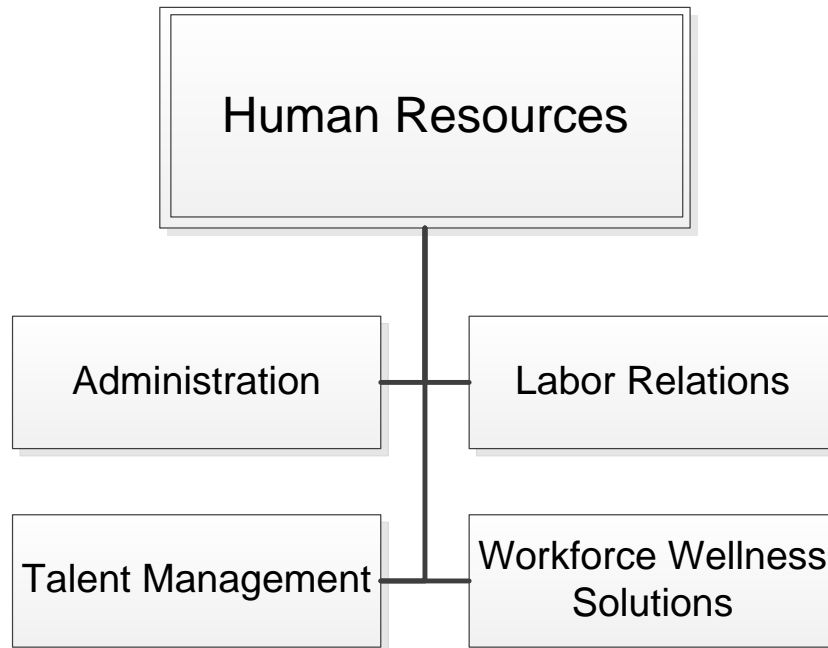 Human Resources
Administration
Labor Relations
Talent Management
Workforce Wellness
Solutions